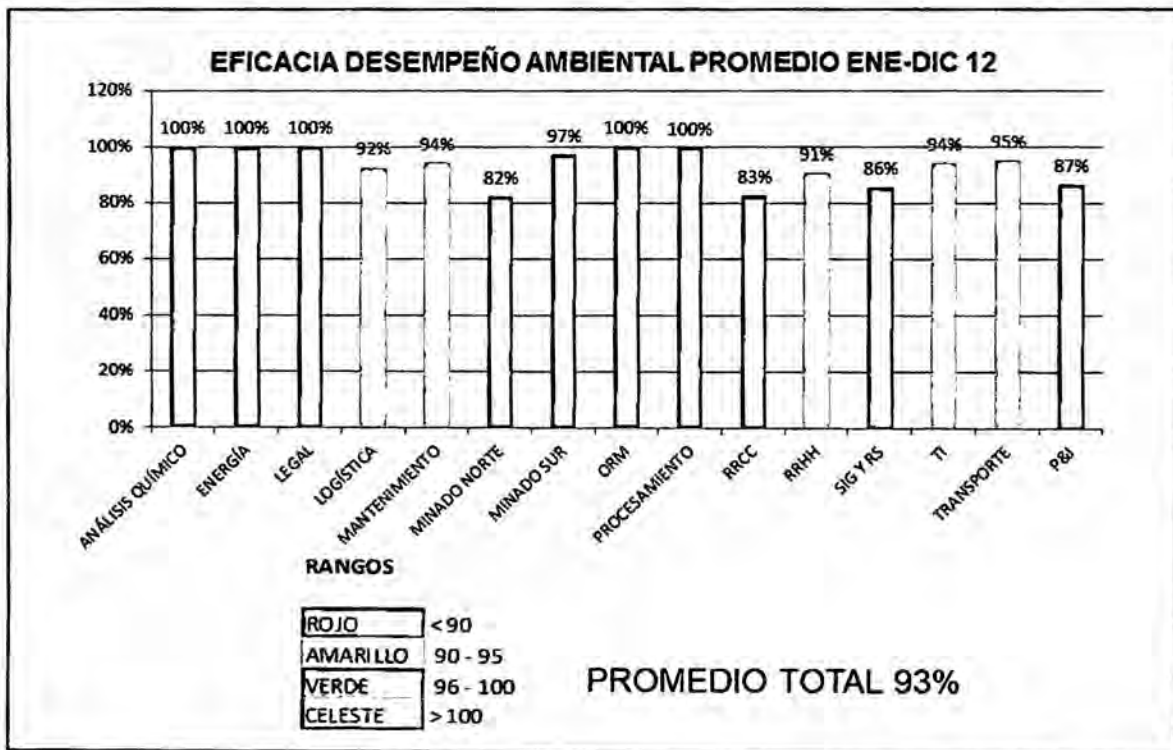 EFICACIA DESEMPEÑO AMBIENTAL PROMEDIO ENE-DIC 12
120%
100%
80%
60%
40%
20%
0%
100% 100% 100% 92% 94% 82% 97% 100% 100% 83% 91% 86% 94% 95% 87%
ANÁLISIS QUÍMICO
ENERGÍA
LEGAL
LOGÍSTICA
MANTENIMIENTO
MINADO NORTE
MINADO SUR
ORM
PROCESAMIENTO
RRCC
RRHH
SIG Y RS
TI
TRANSPORTE
P&I
RANGOS
ROJO <90
AMARILLO 90 - 95
VERDE 96 - 100
CELESTE >100
PROMEDIO TOTAL 93%